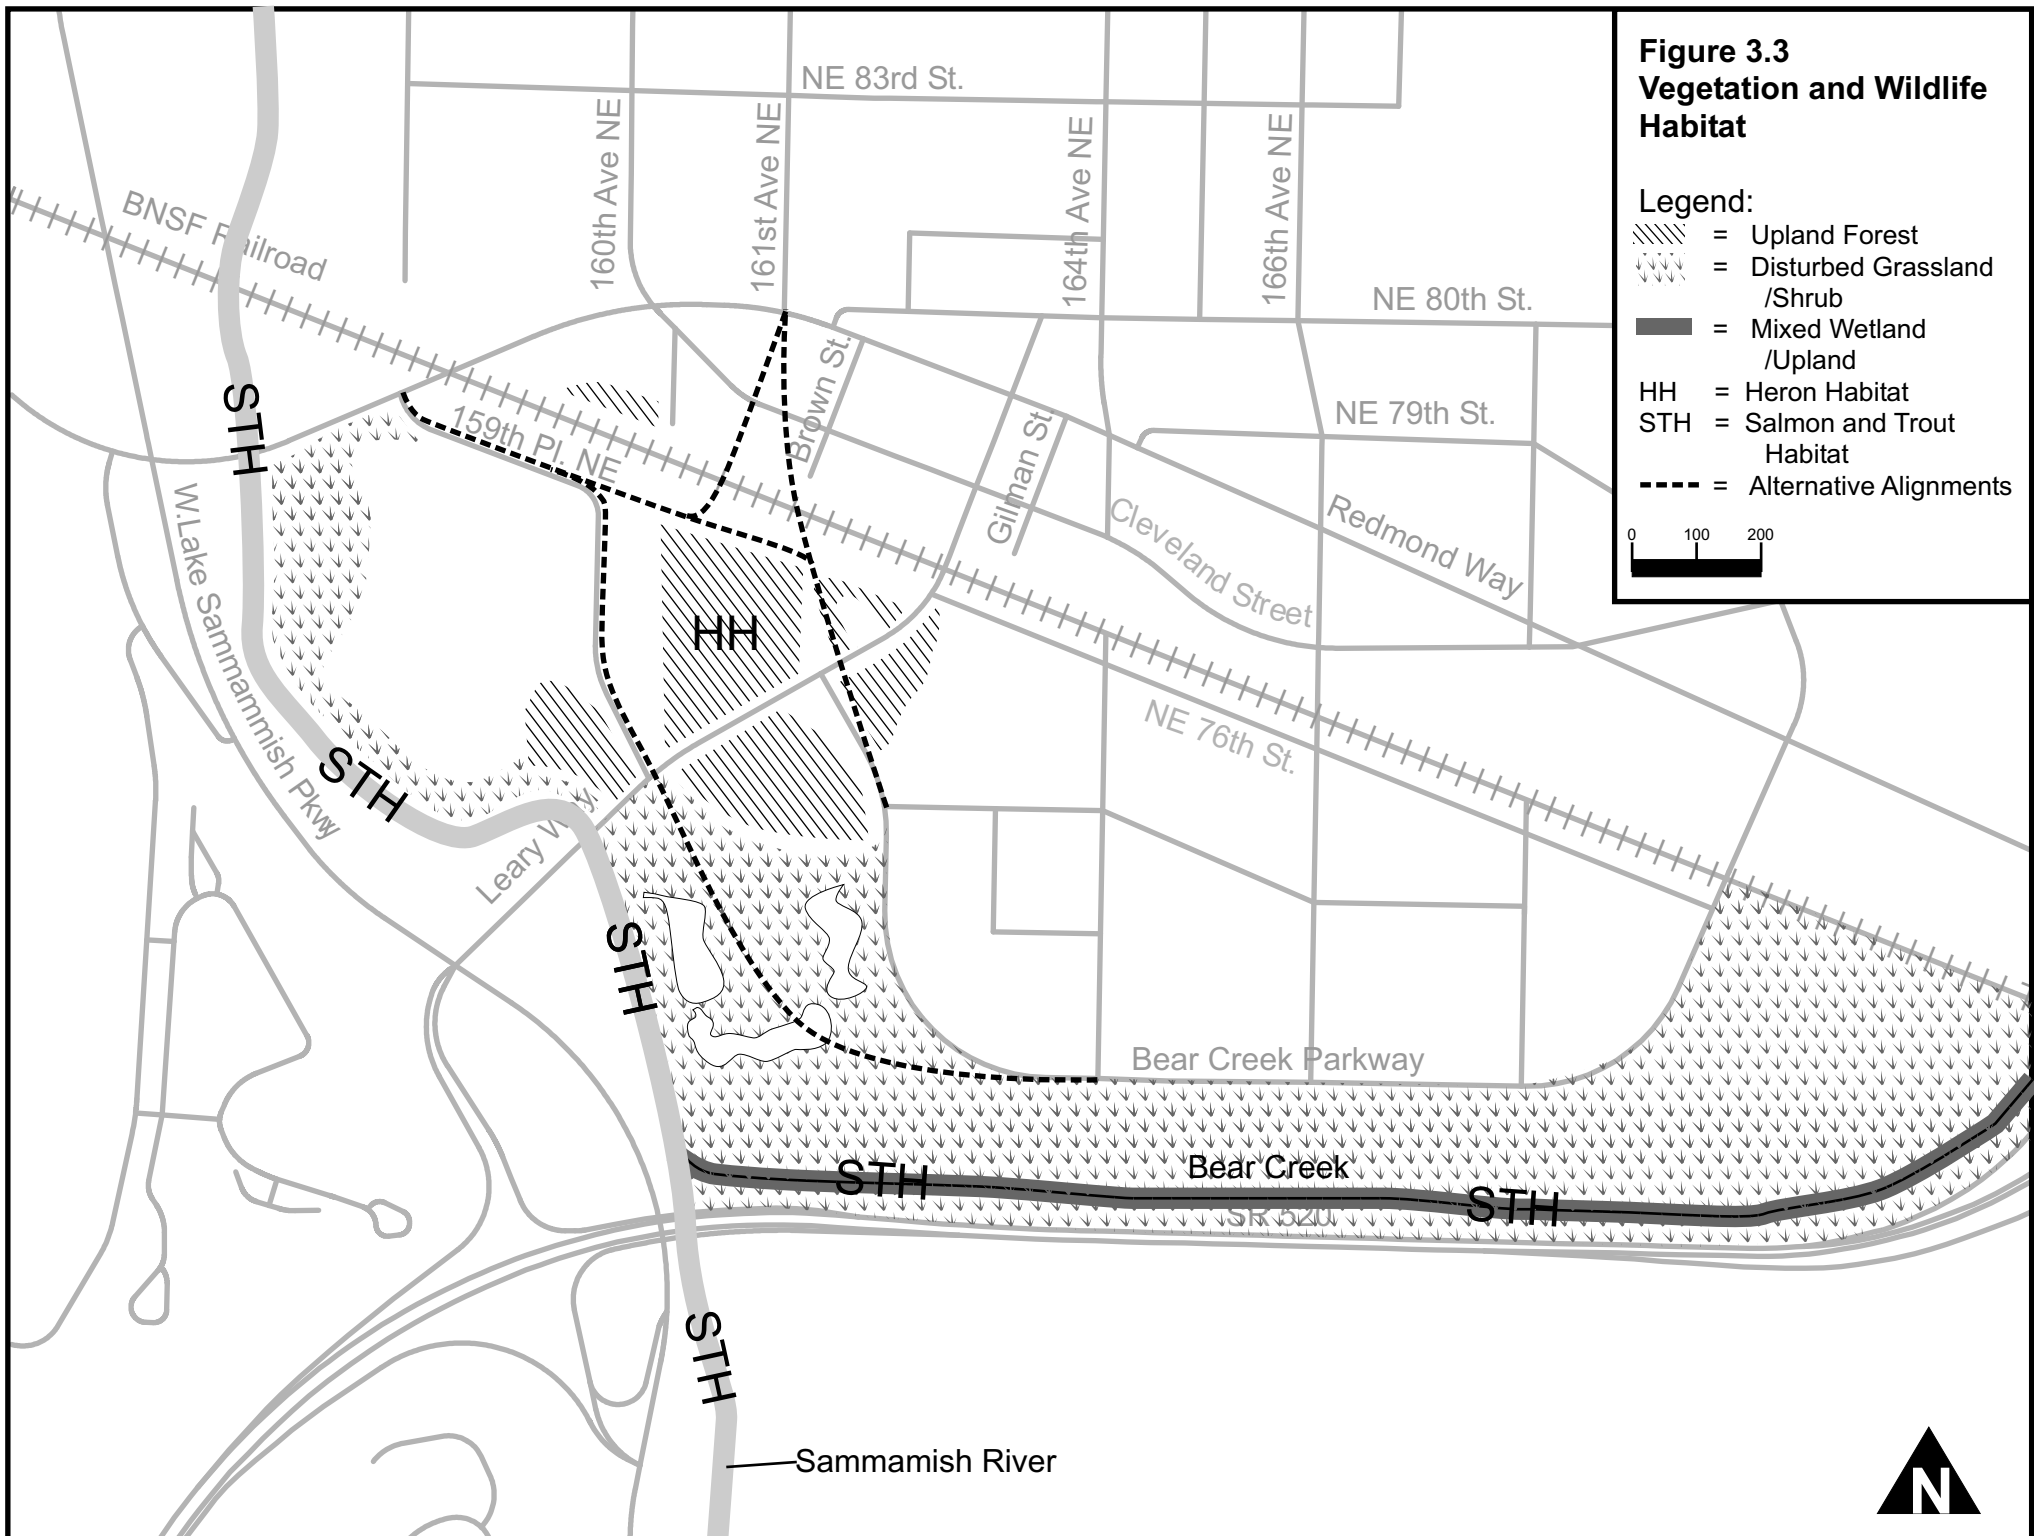 Figure 3.3
Vegetation and Wildlife
Habitat
Legend:
= Upland Forest
= Disturbed Grassland
/Shrub
= Mixed Wetland
/Upland
HH = Heron Habitat
STH = Salmon and Trout
Habitat
= Alternative Alignments
0 100 200
NE 83rd St.
160th Ave NE
161st Ave NE
164th Ave NE
166th Ave NE
BNSF Railroad
NE 80th St.
Brown St.
NE 79th St.
STH
159th Pl. NE
Gilman St.
Cleveland Street
Redmond Way
W.Lake Sammammish Pkwy
HH
NE 76th St.
STH
Leary Way
STH
Bear Creek Parkway
Bear Creek
STH
STH
SR 520
STH
Sammamish River
N